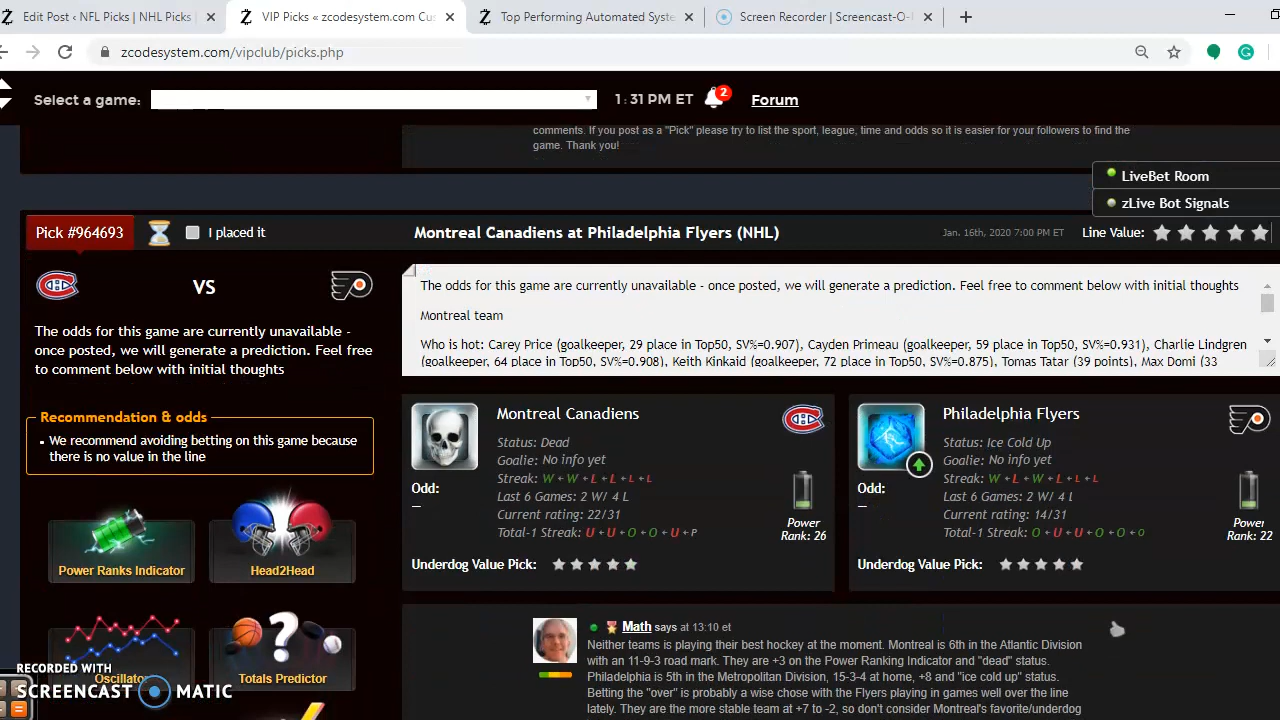 Edit Post ‹ NFL Picks | NHL Picks
VIP Picks « zcodesystem.com Cus
Top Performing Automated Syste
Screen Recorder | Screencast-O-
zcodesystem.com/vipclub/picks.php
Select a game:
1:31 PM ET
2
Forum
comments. If you post as a "Pick" please try to list the sport, league, time and odds so it is easier for your followers to find the
game. Thank you!
LiveBet Room
zLive Bot Signals
Pick #964693
I placed it
Montreal Canadiens at Philadelphia Flyers (NHL)
Jan. 16th, 2020 7:00 PM ET
Line Value:
VS
The odds for this game are currently unavailable -
once posted, we will generate a prediction. Feel free
to comment below with initial thoughts
The odds for this game are currently unavailable - once posted, we will generate a prediction. Feel free to comment below with initial thoughts
Montreal team
Who is hot: Carey Price (goalkeeper, 29 place in Top50, SV%=0.907), Cayden Primeau (goalkeeper, 59 place in Top50, SV%=0.931), Charlie Lindgren
(goalkeeper, 64 place in Top50, SV%=0.908), Keith Kinkaid (goalkeeper, 72 place in Top50, SV%=0.875), Tomas Tatar (39 points), Max Domi (33
Recommendation & odds
We recommend avoiding betting on this game because
there is no value in the line
Power Ranks Indicator
Head2Head
Oscillator
Totals Predictor
Montreal Canadiens
Status: Dead
Goalie: No info yet
Streak: W←W←L←L←L←L
Last 6 Games: 2 W/ 4 L
Current rating: 22/31
Total-1 Streak: U←U←O←O←U←P
Odd:
—
Power
Rank: 26
Underdog Value Pick:
Philadelphia Flyers
Status: Ice Cold Up
Goalie: No info yet
Streak: W←L←W←L←L←L
Last 6 Games: 2 W/ 4 L
Current rating: 14/31
Total-1 Streak: O←U←U←O←O←O
Odd:
—
Power
Rank: 22
Underdog Value Pick:
Math says at 13:10 et
Neither teams is playing their best hockey at the moment. Montreal is 6th in the Atlantic Division
with an 11-9-3 road mark. They are +3 on the Power Ranking Indicator and "dead" status.
Philadelphia is 5th in the Metropolitan Division, 15-3-4 at home, +8 and "ice cold up" status.
Betting the "over" is probably a wise chose with the Flyers playing in games well over the line
lately. They are the more stable team at +7 to -2, so don't consider Montreal's favorite/underdog
RECORDED WITH
SCREENCAST MATIC